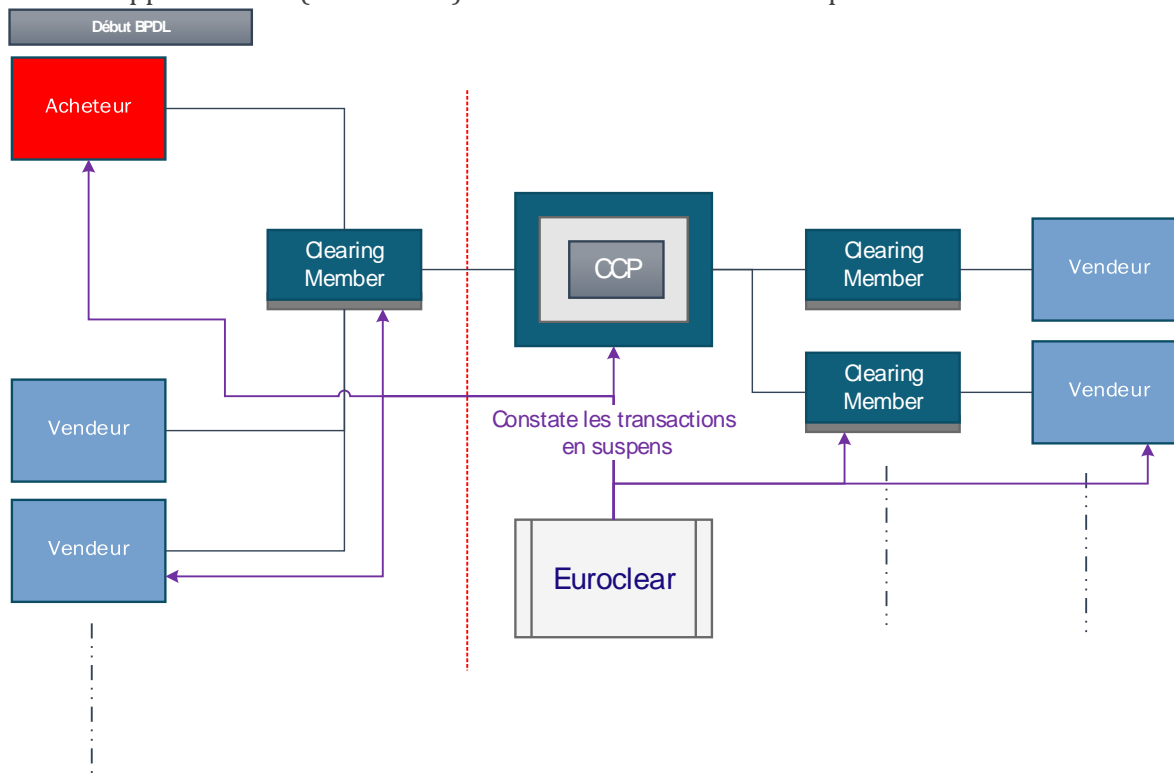 Début BPDL
Acheteur
Clearing
Member
CCP
Clearing
Member
Vendeur
Clearing
Member
Vendeur
Vendeur
Constate les transactions
en suspens
Vendeur
Euroclear